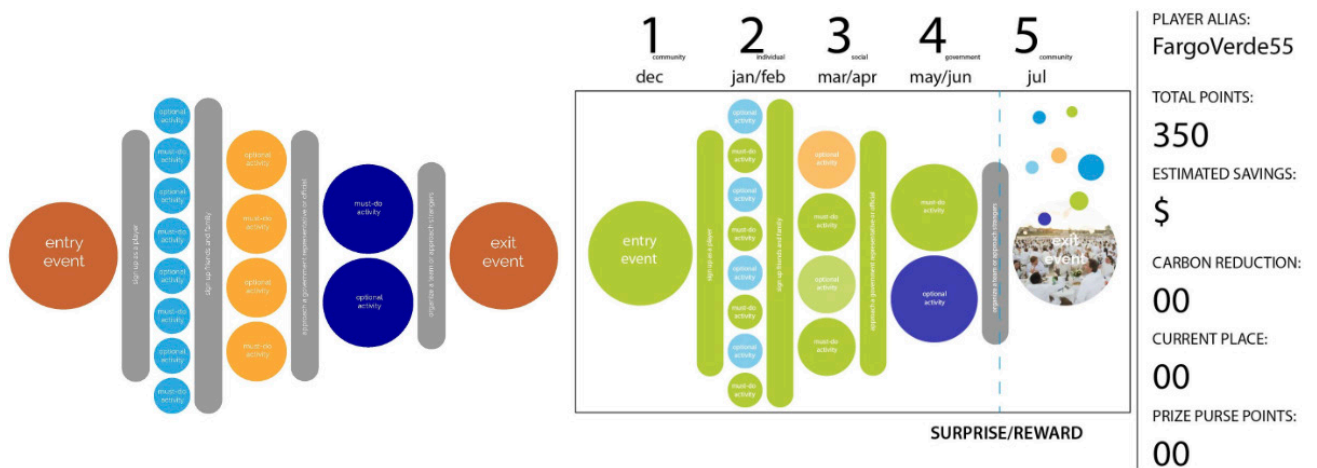 entry
event
sign up as a player
optional
activity
must-do
activity
optional
activity
must-do
activity
optional
activity
must-do
activity
optional
activity
must-do
activity
sign up friends and family
optional
activity
must-do
activity
optional
activity
must-do
activity
approach a government representative or official
must-do
activity
optional
activity
organize a team or approach strangers
exit
event
1
community
dec
2
individual
jan/feb
3
social
mar/apr
4
government
may/jun
5
community
jul
entry
event
sign up as a player
optional
activity
must-do
activity
optional
activity
must-do
activity
optional
activity
must-do
activity
optional
activity
must-do
activity
sign up friends and family
optional
activity
must-do
activity
optional
activity
must-do
activity
approach a government representative or official
must-do
activity
optional
activity
organize a team or approach strangers
exit
event
SURPRISE/REWARD
PLAYER ALIAS:
FargoVerde55
TOTAL POINTS:
350
ESTIMATED SAVINGS:
$
CARBON REDUCTION:
00
CURRENT PLACE:
00
PRIZE PURSE POINTS:
00